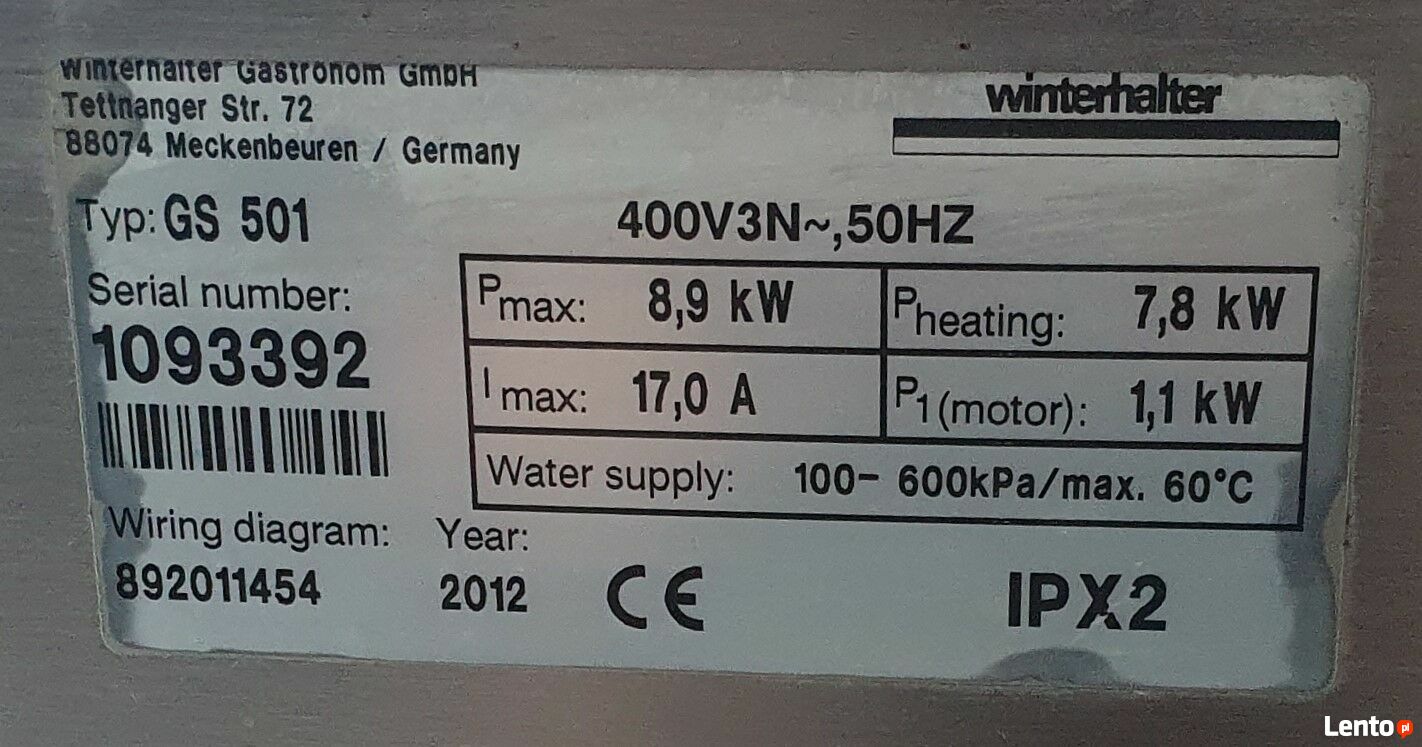 Winterhalter Gastronom GmbH
Tettnanger Str. 72
88074 Meckenbeuren / Germany
winterhalter
Typ: GS 501
400V3N~,50HZ
Serial number:
1093392
Pmax: 8,9 kW
Pheating: 7,8 kW
I max: 17,0 A
P1 (motor): 1,1 kW
Water supply: 100- 600kPa/max. 60°C
Wiring diagram:
892011454
Year:
2012
CE
IPX2
Lento.pl